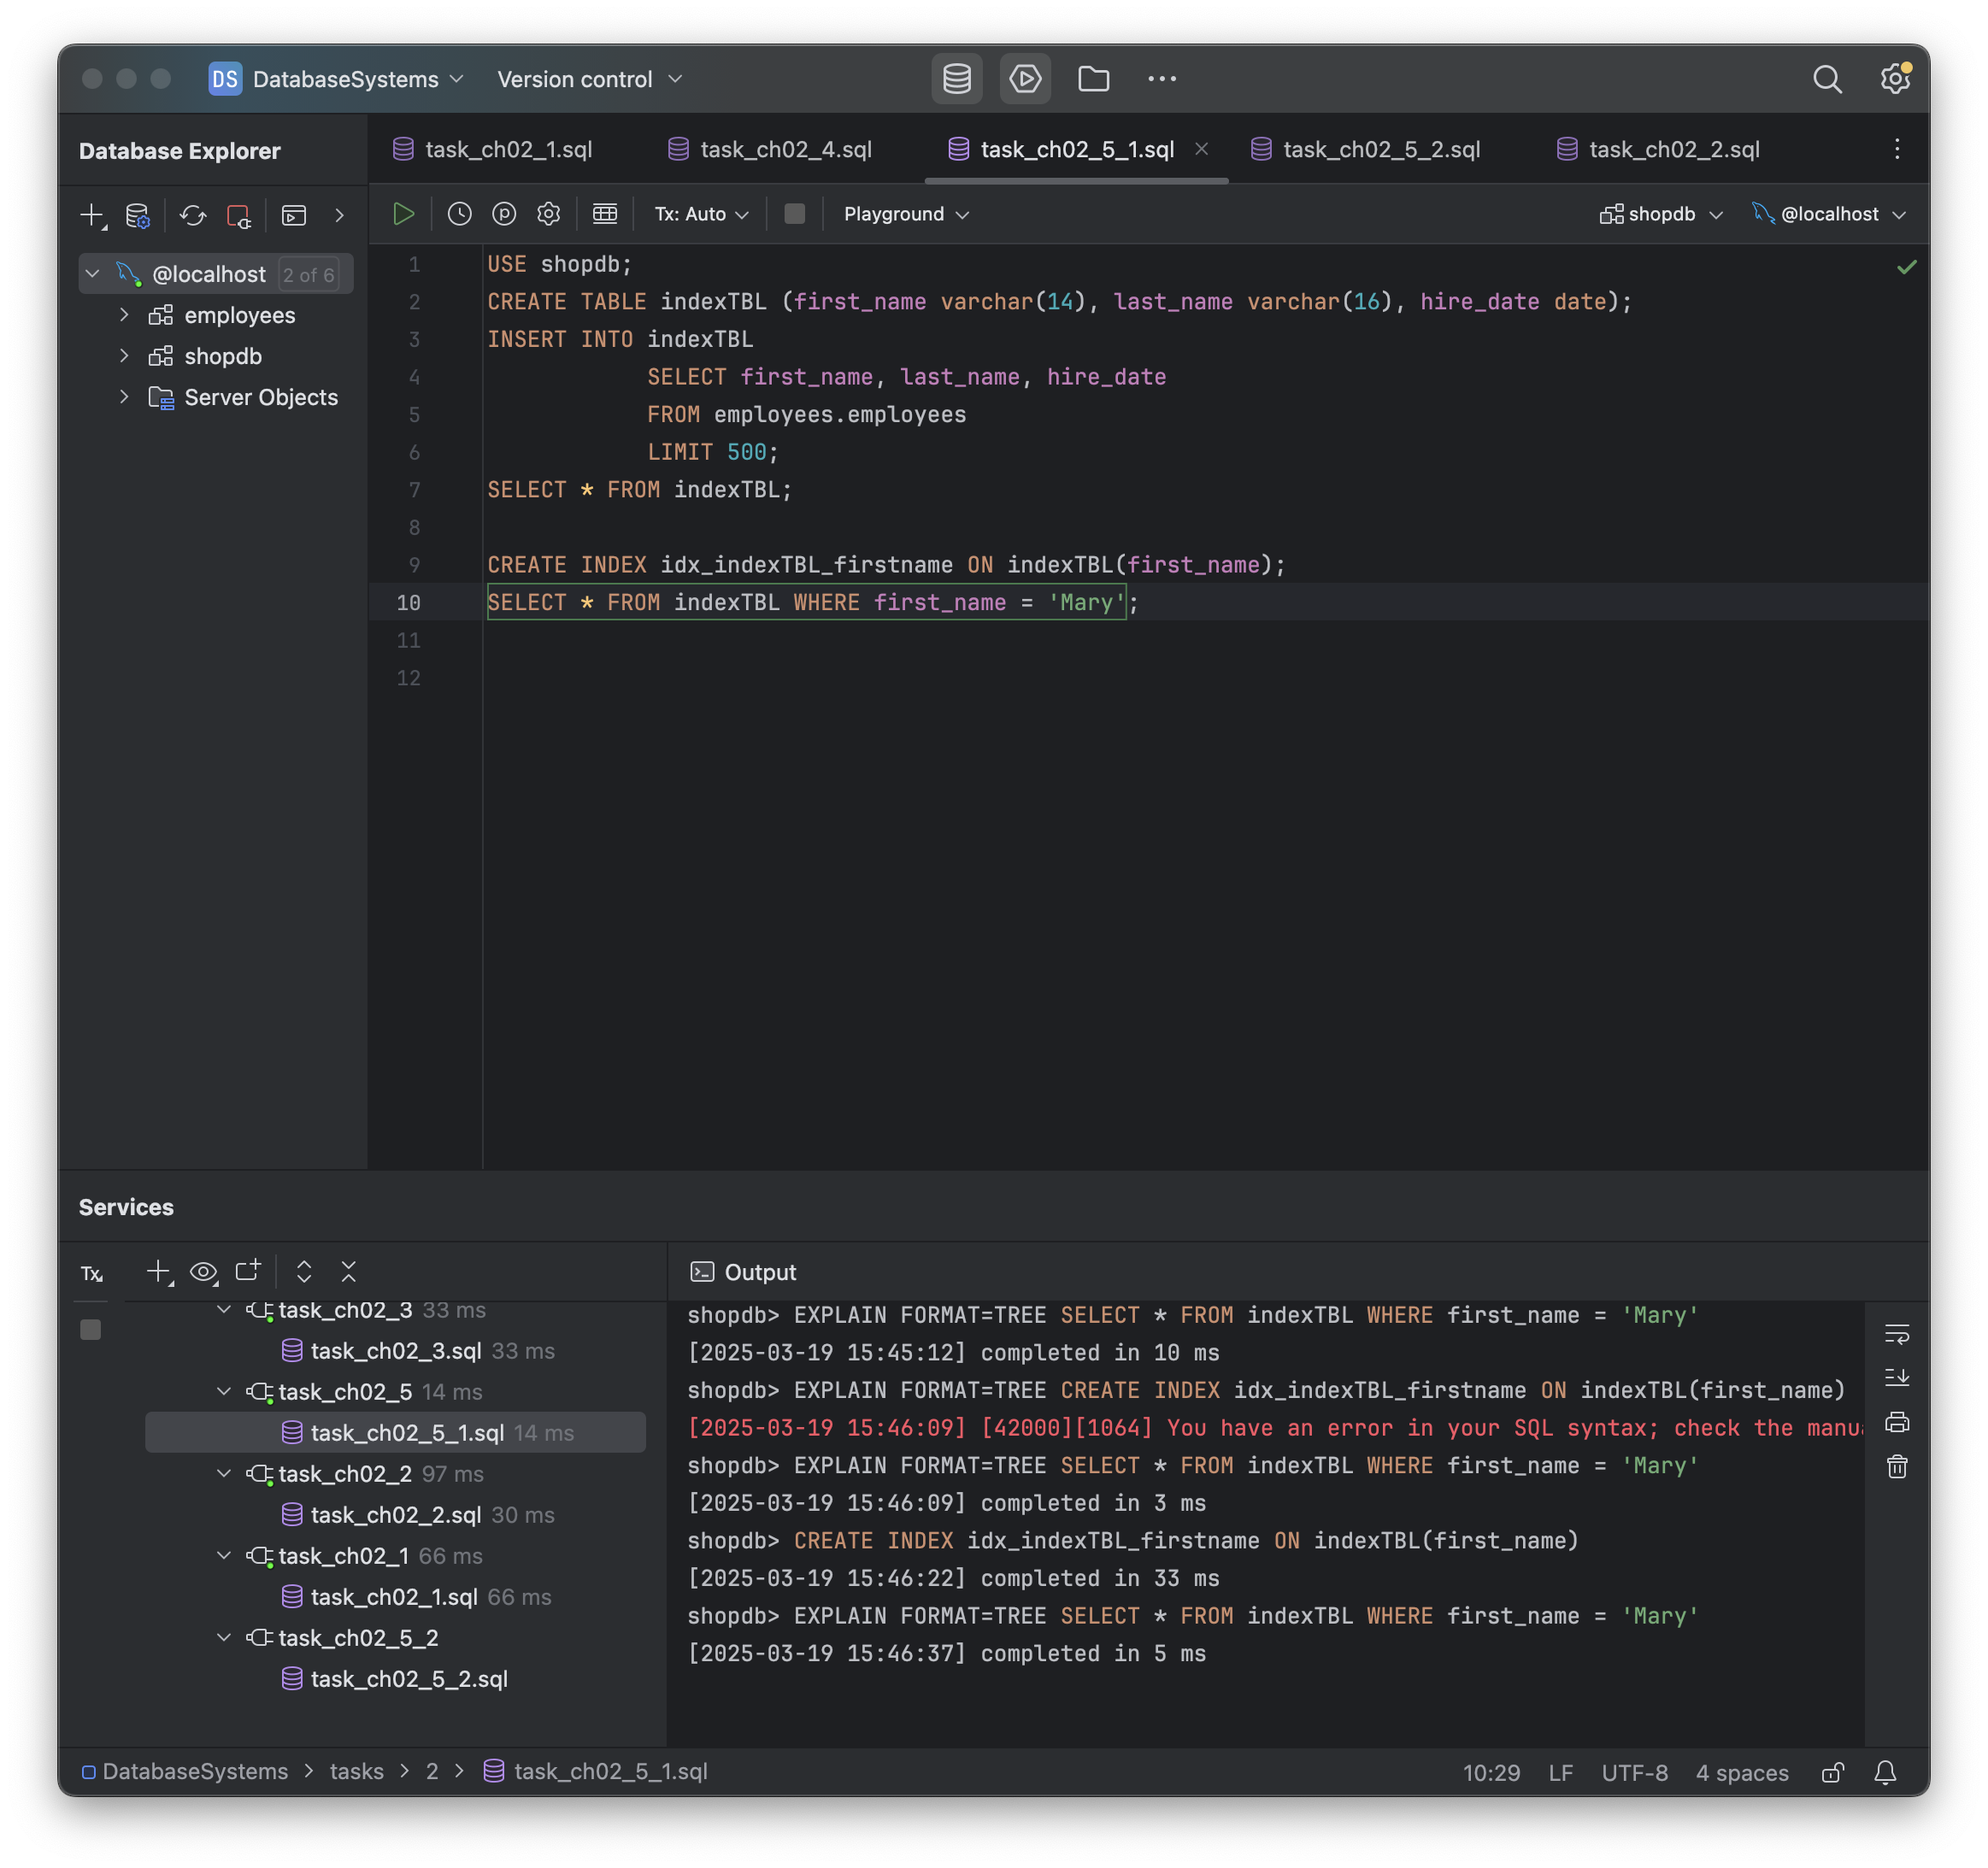 DS DatabaseSystems Version control
Database Explorer
task_ch02_1.sql task_ch02_4.sql task_ch02_5_1.sql task_ch02_5_2.sql task_ch02_2.sql
Tx: Auto Playground shopdb @localhost
@localhost 2 of 6
employees
shopdb
Server Objects
1 USE shopdb;
2 CREATE TABLE indexTBL (first_name varchar(14), last_name varchar(16), hire_date date);
3 INSERT INTO indexTBL
4 SELECT first_name, last_name, hire_date
5 FROM employees.employees
6 LIMIT 500;
7 SELECT * FROM indexTBL;
8
9 CREATE INDEX idx_indexTBL_firstname ON indexTBL(first_name);
10 SELECT * FROM indexTBL WHERE first_name = 'Mary';
11
12
Services
Tx
task_ch02_3 33 ms
task_ch02_3.sql 33 ms
task_ch02_5 14 ms
task_ch02_5_1.sql 14 ms
task_ch02_2 97 ms
task_ch02_2.sql 30 ms
task_ch02_1 66 ms
task_ch02_1.sql 66 ms
task_ch02_5_2
task_ch02_5_2.sql
Output
shopdb> EXPLAIN FORMAT=TREE SELECT * FROM indexTBL WHERE first_name = 'Mary'
[2025-03-19 15:45:12] completed in 10 ms
shopdb> EXPLAIN FORMAT=TREE CREATE INDEX idx_indexTBL_firstname ON indexTBL(first_name)
[2025-03-19 15:46:09] [42000][1064] You have an error in your SQL syntax; check the
shopdb> EXPLAIN FORMAT=TREE SELECT * FROM indexTBL WHERE first_name = 'Mary'
[2025-03-19 15:46:09] completed in 3 ms
shopdb> CREATE INDEX idx_indexTBL_firstname ON indexTBL(first_name)
[2025-03-19 15:46:22] completed in 33 ms
shopdb> EXPLAIN FORMAT=TREE SELECT * FROM indexTBL WHERE first_name = 'Mary'
[2025-03-19 15:46:37] completed in 5 ms
DatabaseSystems > tasks > 2 > task_ch02_5_1.sql
10:29 LF UTF-8 4 spaces